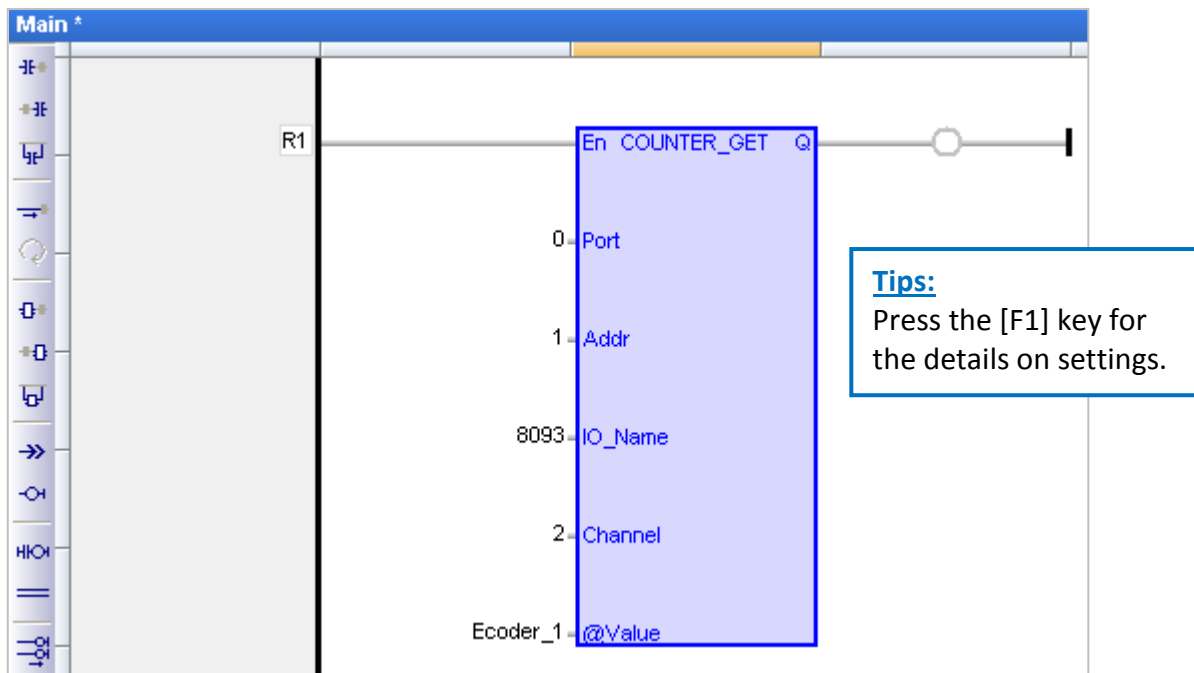 Main *
R1
En COUNTER_GET Q
0 Port
1 Addr
8093 IO_Name
2 Channel
Ecoder_1 @Value
Tips:
Press the [F1] key for
the details on settings.